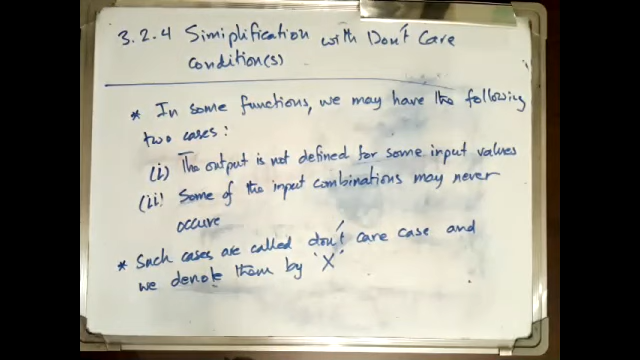 3.2.4 Simiplification with Don't Care
condition(s)
* In some functions, we may have the following
two cases:
(i) The output is not defined for some input values
(ii) Some of the input combinations may never
occure
* Such cases are called don't care case and
we denote them by 'X'